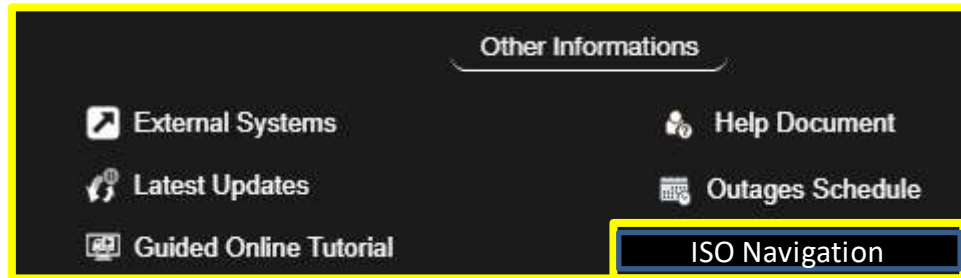 Other Informations
External Systems
Help Document
Latest Updates
Outages Schedule
Guided Online Tutorial
ISO Navigation